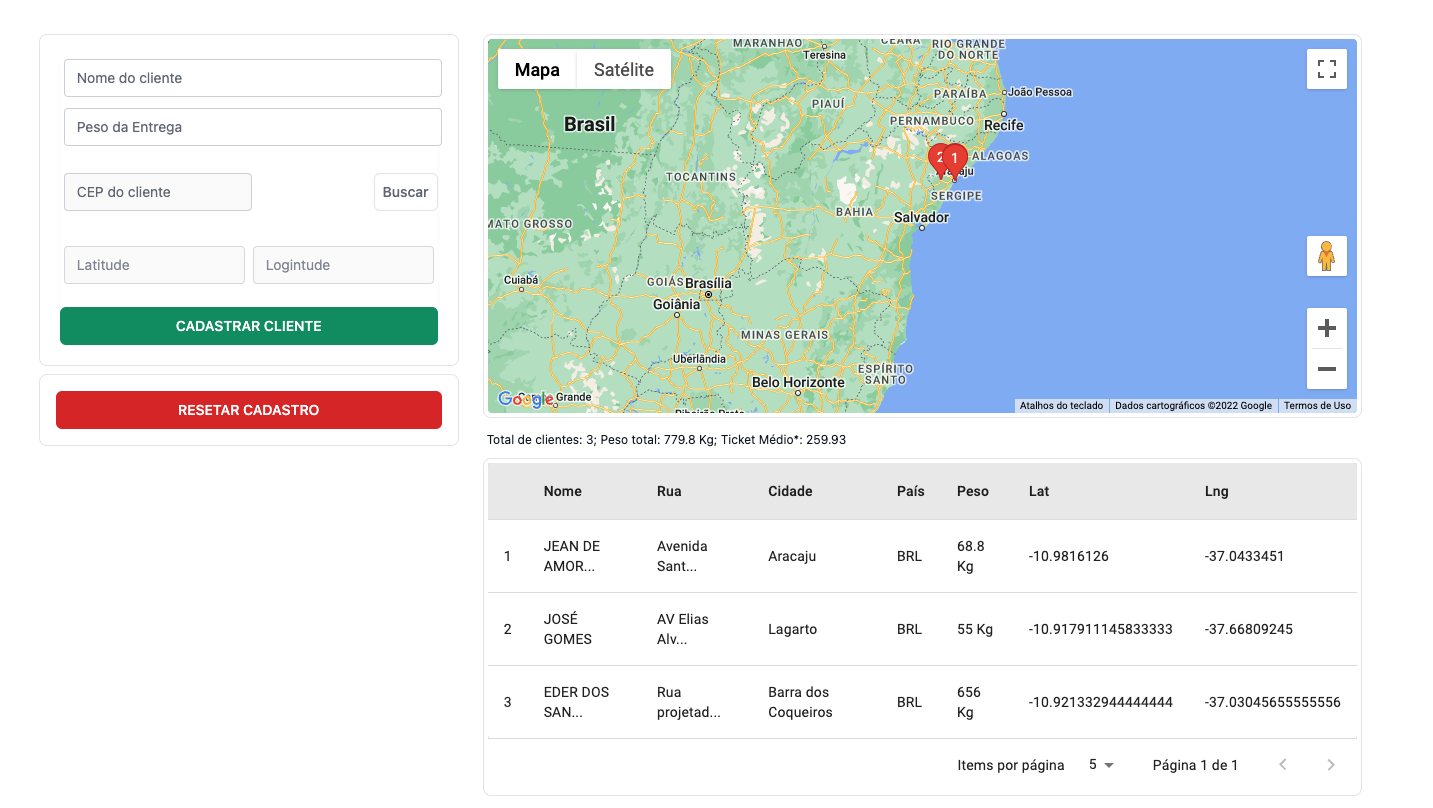 Nome do cliente
Peso da Entrega
CEP do cliente
Buscar
Latitude
Logintude
CADASTRAR CLIENTE
RESETAR CADASTRO
Mapa
Satélite
MARANHÃO
CEARÁ
RIO GRANDE
DO NORTE
Teresina
PARAÍBA
João Pessoa
PIAUÍ
PERNAMBUCO
Recife
Brasil
2
1
ALAGOAS
TOCANTINS
SERGIPE
BAHIA
Salvador
MATO GROSSO
Cuiabá
GOIÁS
Brasília
Goiânia
MINAS GERAIS
Uberlândia
ESPÍRITO
SANTO
Belo Horizonte
Google
Grande
Ribeirão Preto
Atalhos do teclado
Dados cartográficos ©2022 Google
Termos de Uso
Total de clientes: 3; Peso total: 779.8 Kg; Ticket Médio*: 259.93
Nome Rua Cidade País Peso Lat Lng
1 JEAN DE AMOR... Avenida Sant... Aracaju BRL 68.8 Kg -10.9816126 -37.0433451
2 JOSÉ GOMES AV Elias Alv... Lagarto BRL 55 Kg -10.917911145833333 -37.66809245
3 EDER DOS SAN... Rua projetad... Barra dos Coqueiros BRL 656 Kg -10.921332944444444 -37.03045655555556
Items por página 5 Página 1 de 1